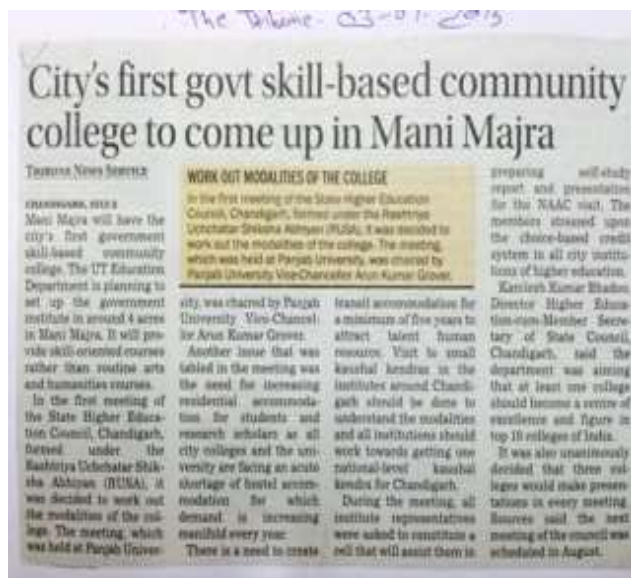 The Tribune - 03-07-2015
City's first govt skill-based community
college to come up in Mani Majra
TRIBUNE NEWS SERVICE
CHANDIGARH, JULY 2
Mani Majra will have the
city's first government
skill-based community
college. The UT Education
Department is planning to
set up the government
institute in around 4 acres
in Mani Majra. It will pro-
vide skill-oriented courses
rather than routine arts
and humanities courses.
In the first meeting of
the State Higher Educa-
tion Council, Chandigarh,
formed under the
Rashtriya Uchchatar Shik-
sha Abhiyan (RUSA), it
was decided to work out
the modalities of the col-
lege. The meeting, which
was held at Panjab Univer-
WORK OUT MODALITIES OF THE COLLEGE
In the first meeting of the State Higher Education
Council, Chandigarh, formed under the Rashtriya
Uchchatar Shiksha Abhiyan (RUSA), it was decided to
work out the modalities of the college. The meeting,
which was held at Panjab University, was chaired by
Panjab University Vice-Chancellor Arun Kumar Grover.
sity, was chaired by Panjab
University Vice-Chancel-
lor Arun Kumar Grover.
Another issue that was
tabled in the meeting was
the need for increasing
residential accommoda-
tion for students and
research scholars as all
city colleges and the uni-
versity are facing an acute
shortage of hostel accom-
modation for which
demand is increasing
manifold every year.
There is a need to create
transit accommodation for
a minimum of five years to
attract talent human
resource. Visit to small
kaushal kendras in the
institutes around Chandi-
garh should be done to
understand the modalities
and all institutions should
work towards getting one
national-level kaushal
kendra for Chandigarh.
During the meeting, all
institute representatives
were asked to constitute a
cell that will assist them in
preparing self-study
report and presentation
for the NAAC visit. The
members stressed upon
the choice-based credit
system in all city institu-
tions of higher education.
Kamlesh Kumar Bhadoo,
Director Higher Educa-
tion-cum-Member Secre-
tary of State Council,
Chandigarh, said the
department was aiming
that at least one college
should become a centre of
excellence and figure in
top 10 colleges of India.
It was also unanimously
decided that three col-
leges would make presen-
tations in every meeting.
Sources said the next
meeting of the council was
scheduled in August.